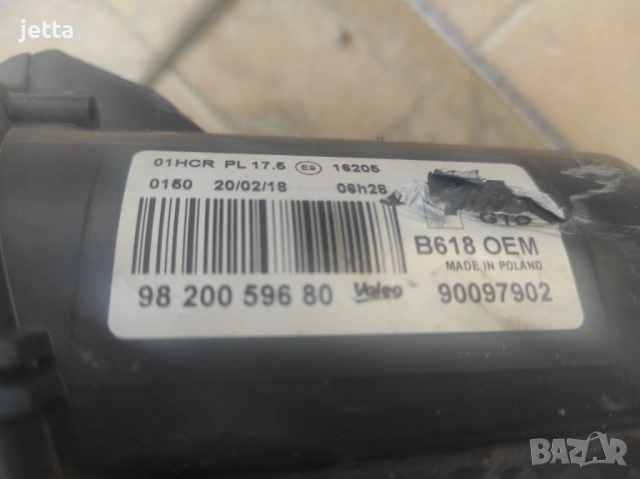 jetta
01HCR PL 17.5 E9 16205
0150 20/02/18 06h28
B618 OEM
MADE IN POLAND
98 200 596 80 Valeo 90097902
BAZAR